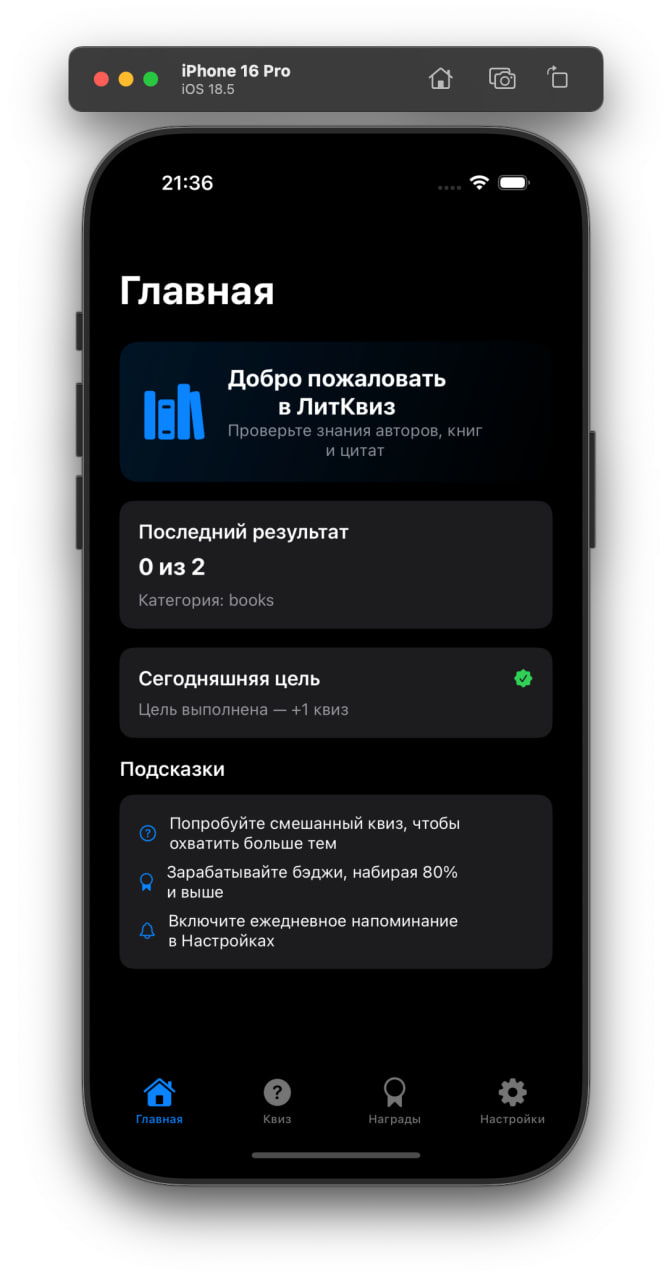 iPhone 16 Pro
iOS 18.5
21:36
Главная
Добро пожаловать
в ЛитКвиз
Проверьте знания авторов, книг
и цитат
Последний результат
0 из 2
Категория: books
Сегодняшняя цель
Цель выполнена — +1 квиз
Подсказки
Попробуйте смешанный квиз, чтобы
охватить больше тем
Зарабатывайте бэджи, набирая 80%
и выше
Включите ежедневное напоминание
в Настройках
Главная
Квиз
Награды
Настройки